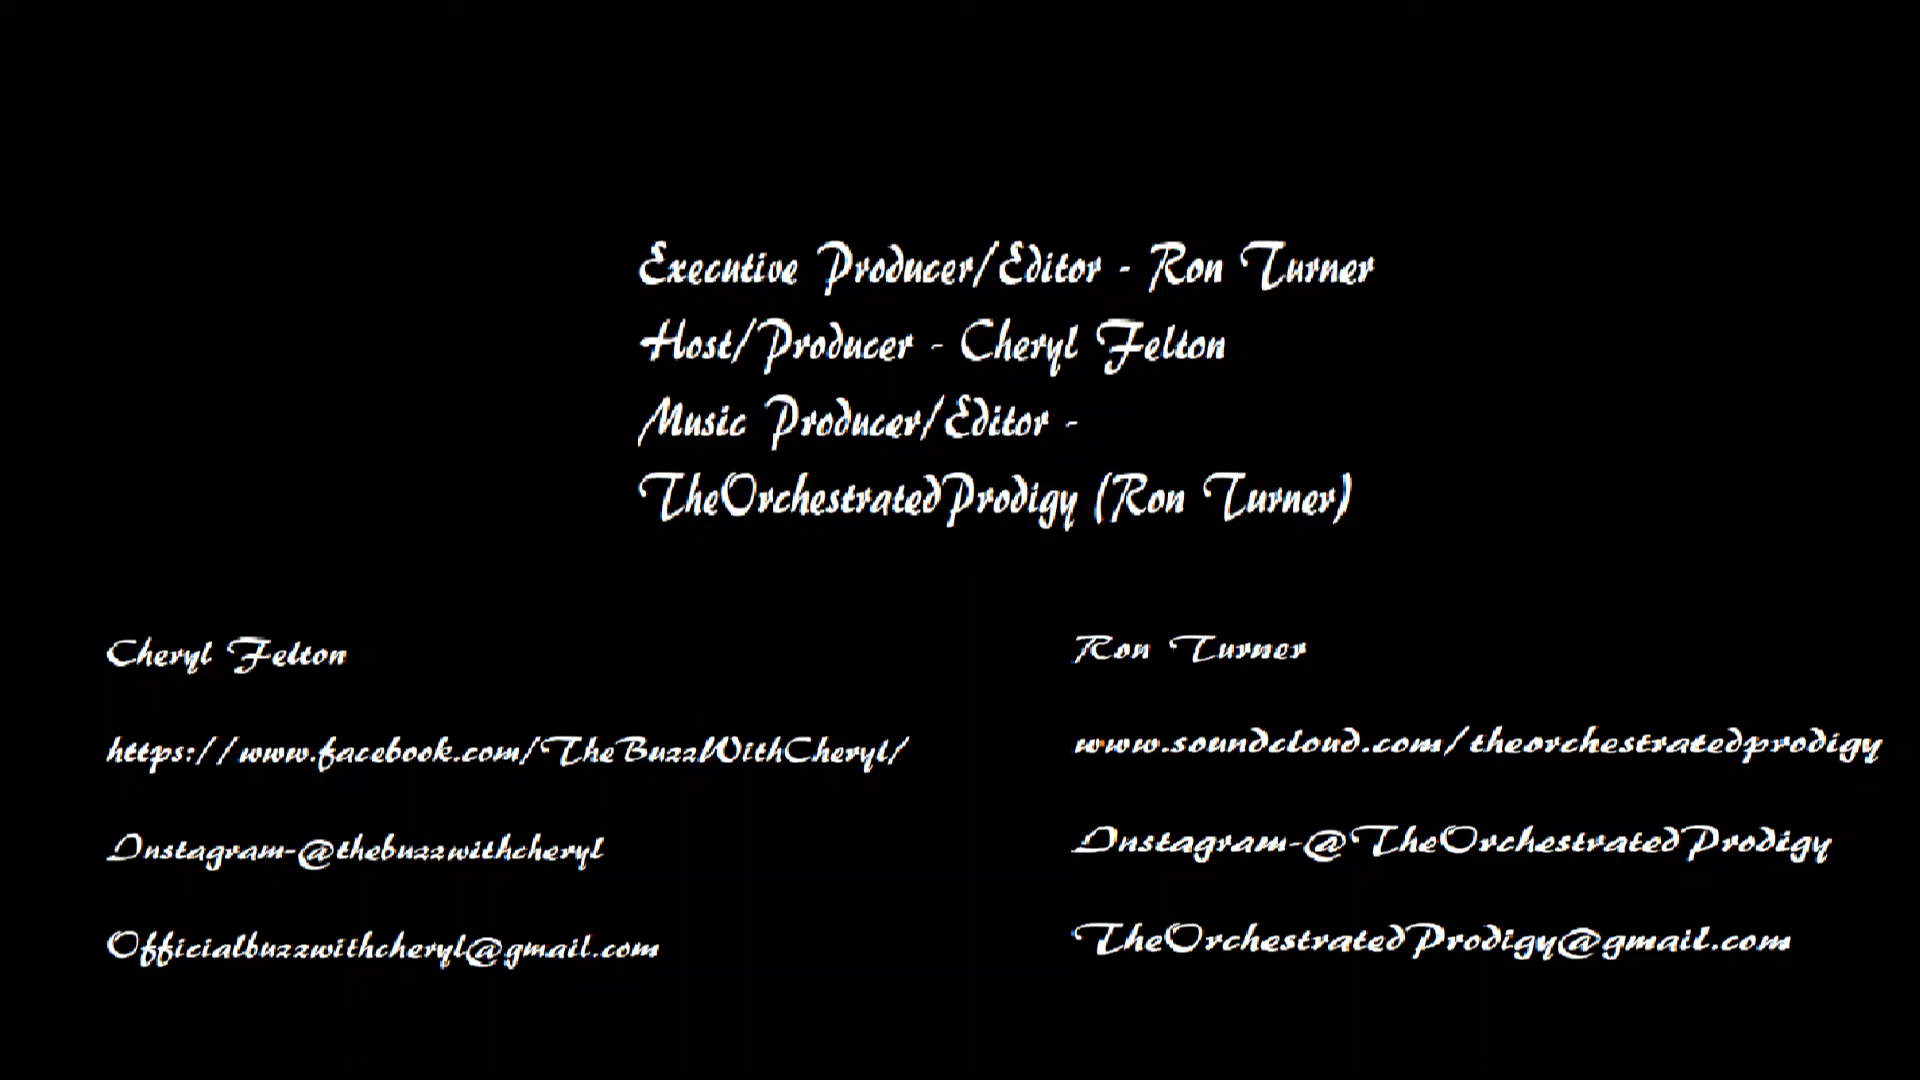 Executive Producer/Editor - Ron Turner
Host/Producer - Cheryl Felton
Music Producer/Editor -
TheOrchestratedProdigy (Ron Turner)
Cheryl Felton
https://www.facebook.com/TheBuzzWithCheryl/
Instagram-@thebuzzwithcheryl
Officialbuzzwithcheryl@gmail.com
Ron Turner
www.soundcloud.com/theorchestratedprodigy
Instagram-@TheOrchestratedProdigy
TheOrchestratedProdigy@gmail.com